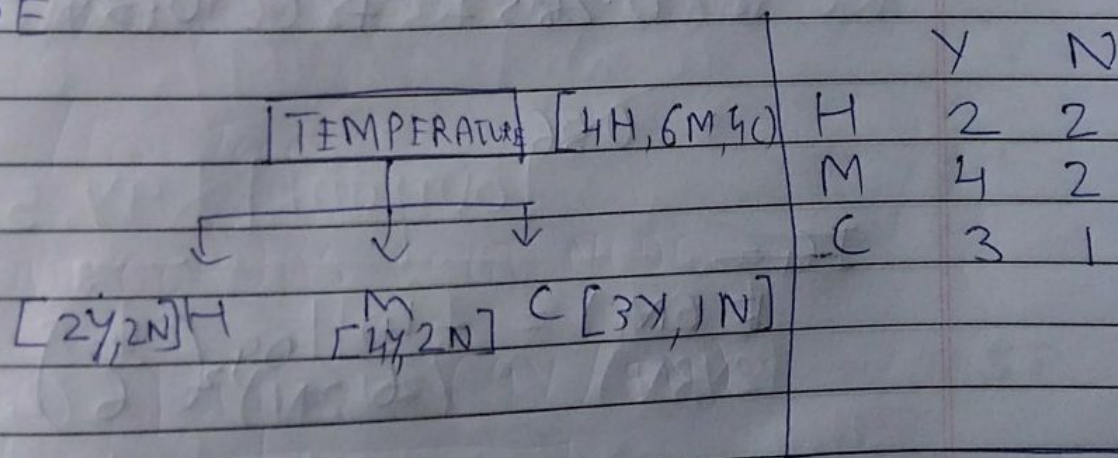 E
Y N
TEMPERATURE [4H, 6M, 4C]
H 2 2
M 4 2
C 3 1
[2Y, 2N] H M C [3Y, 1N]
[4Y, 2N]